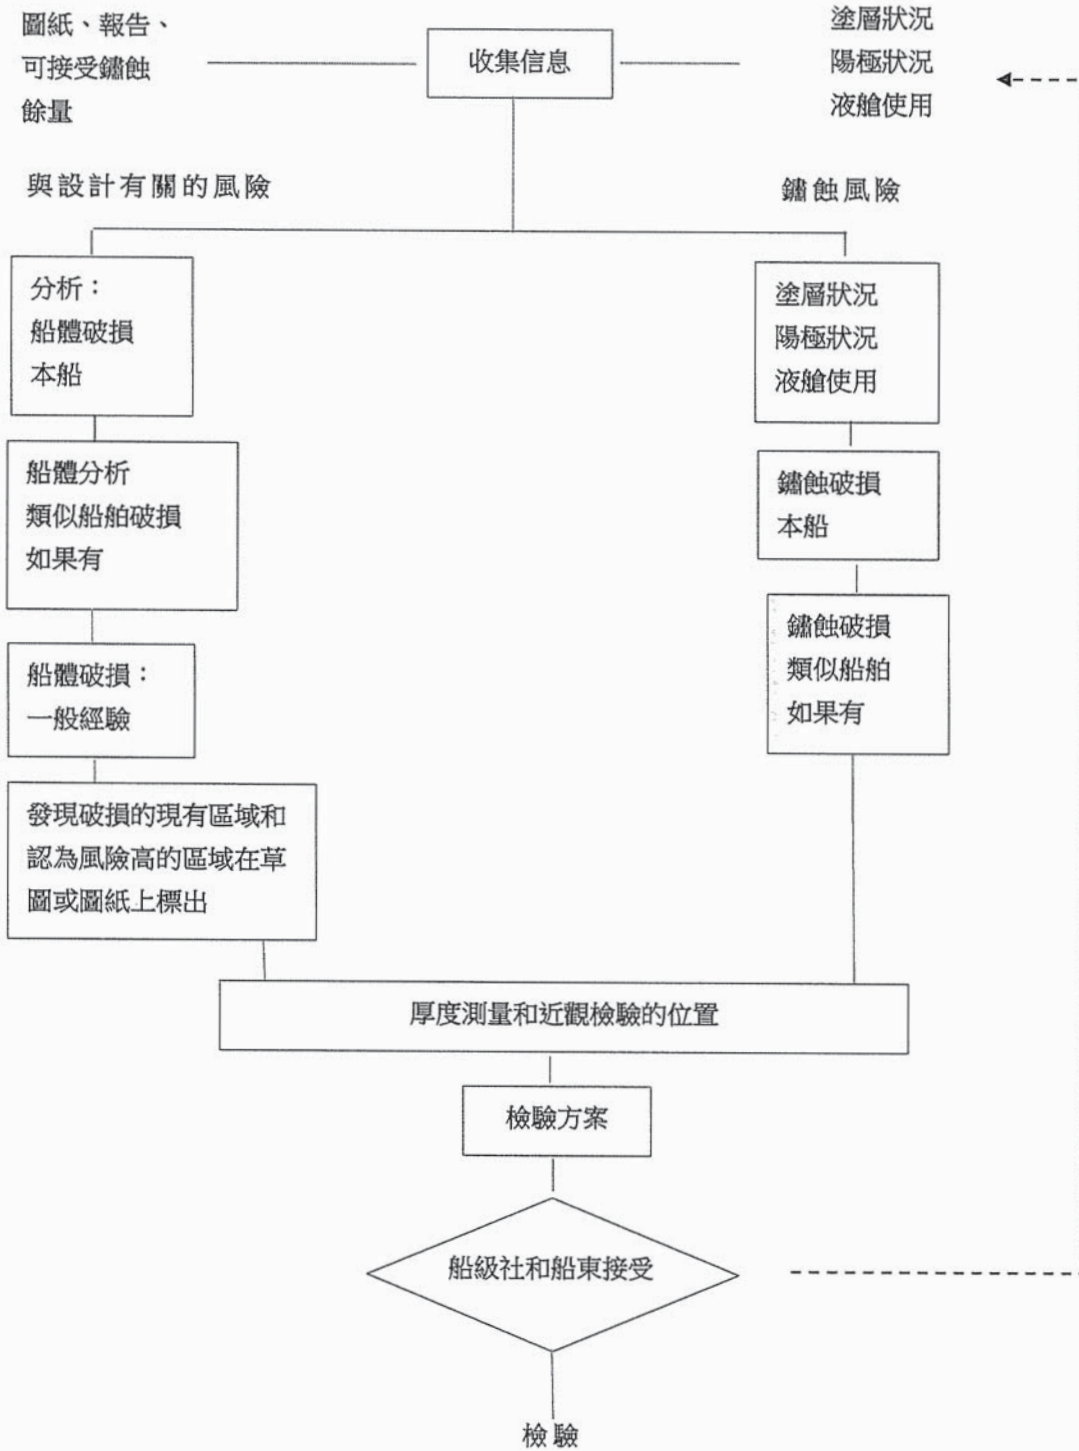 圖紙、報告、
可接受鏽蝕
餘量
收集信息
塗層狀況
陽極狀況
液艙使用
與設計有關的風險
鏽蝕風險
分析：
船體破損
本船
船體分析
類似船舶破損
如果有
船體破損：
一般經驗
發現破損的現有區域和
認為風險高的區域在草
圖或圖紙上標出
塗層狀況
陽極狀況
液艙使用
鏽蝕破損
本船
鏽蝕破損
類似船舶
如果有
厚度測量和近觀檢驗的位置
檢驗方案
船級社和船東接受
檢驗